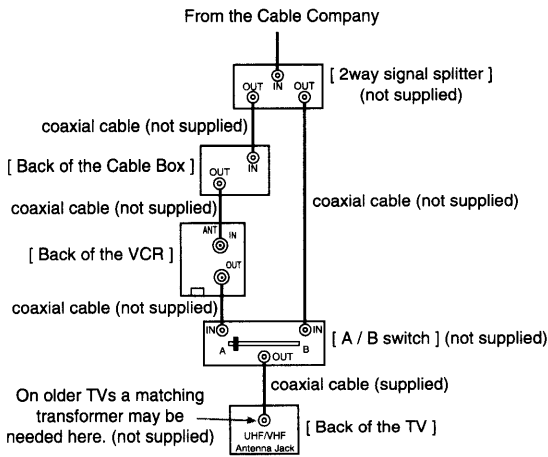 From the Cable Company
IN
OUT
OUT
[ 2way signal splitter ]
(not supplied)
coaxial cable (not supplied)
[ Back of the Cable Box ]
IN
OUT
coaxial cable (not supplied)
coaxial cable (not supplied)
ANT IN
[ Back of the VCR ]
OUT
coaxial cable (not supplied)
IN
IN
[ A / B switch ] (not supplied)
A
B
OUT
coaxial cable (supplied)
On older TVs a matching
transformer may be
needed here. (not supplied)
UHF/VHF
Antenna Jack
[ Back of the TV ]